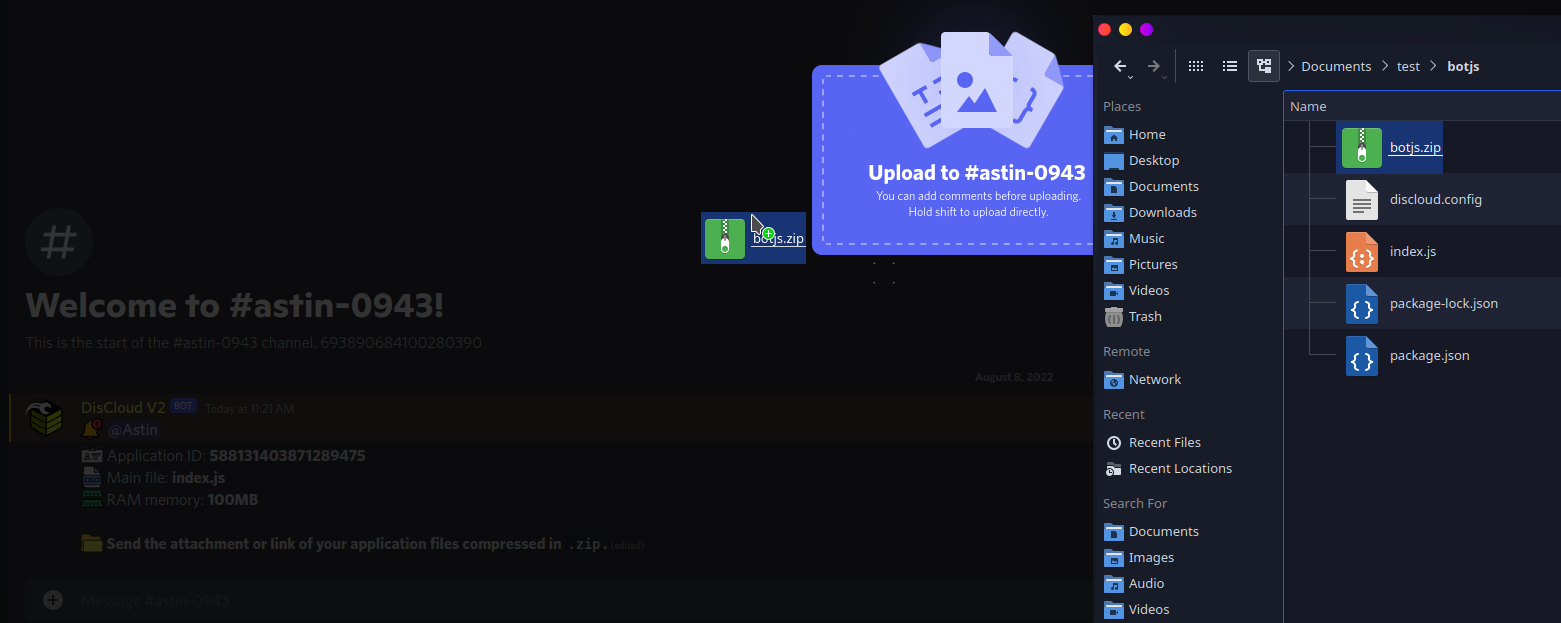 Upload to #astin-0943
You can add comments before uploading.
Hold shift to upload directly.
botjs.zip
Welcome to #astin-0943!
This is the start of the #astin-0943 channel. 693890684100280390
August 8, 2022
DisCloud V2 BOT Today at 11:21 AM
@Astin
Application ID: 588131403871289475
Main file: index.js
RAM memory: 100MB
Send the attachment or link of your application files compressed in .zip. (edited)
Message #astin-0943
Documents > test > botjs
Places
Home
Desktop
Documents
Downloads
Music
Pictures
Videos
Trash
Remote
Network
Recent
Recent Files
Recent Locations
Search For
Documents
Images
Audio
Videos
Name
botjs.zip
discloud.config
index.js
package-lock.json
package.json